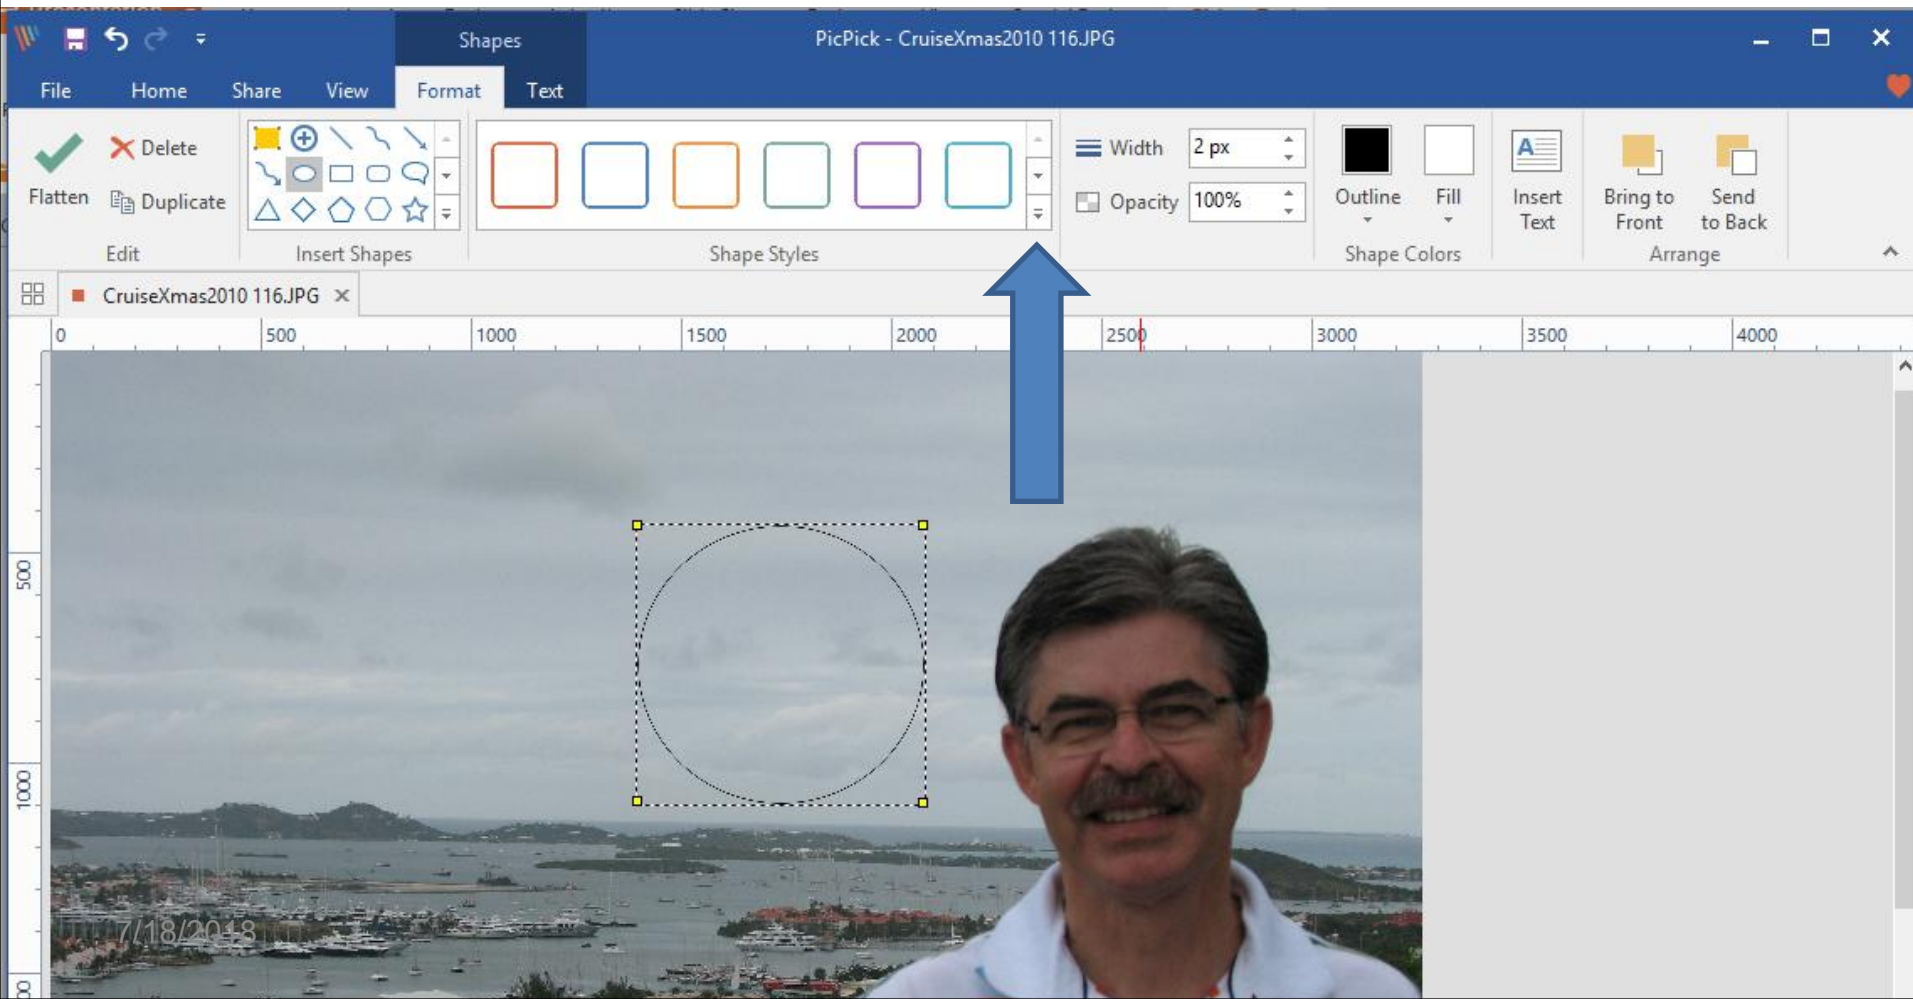 Shapes
PicPick - CruiseXmas2010 116.JPG
File Home Share View Format Text
Flatten
Delete
Duplicate
Edit
Insert Shapes
Shape Styles
Width 2 px
Opacity 100%
Outline
Fill
Shape Colors
A
Insert
Text
Bring to
Front
Send
to Back
Arrange
CruiseXmas2010 116.JPG
0 500 1000 1500 2000 2500 3000 3500 4000
500
1000
7/18/2018